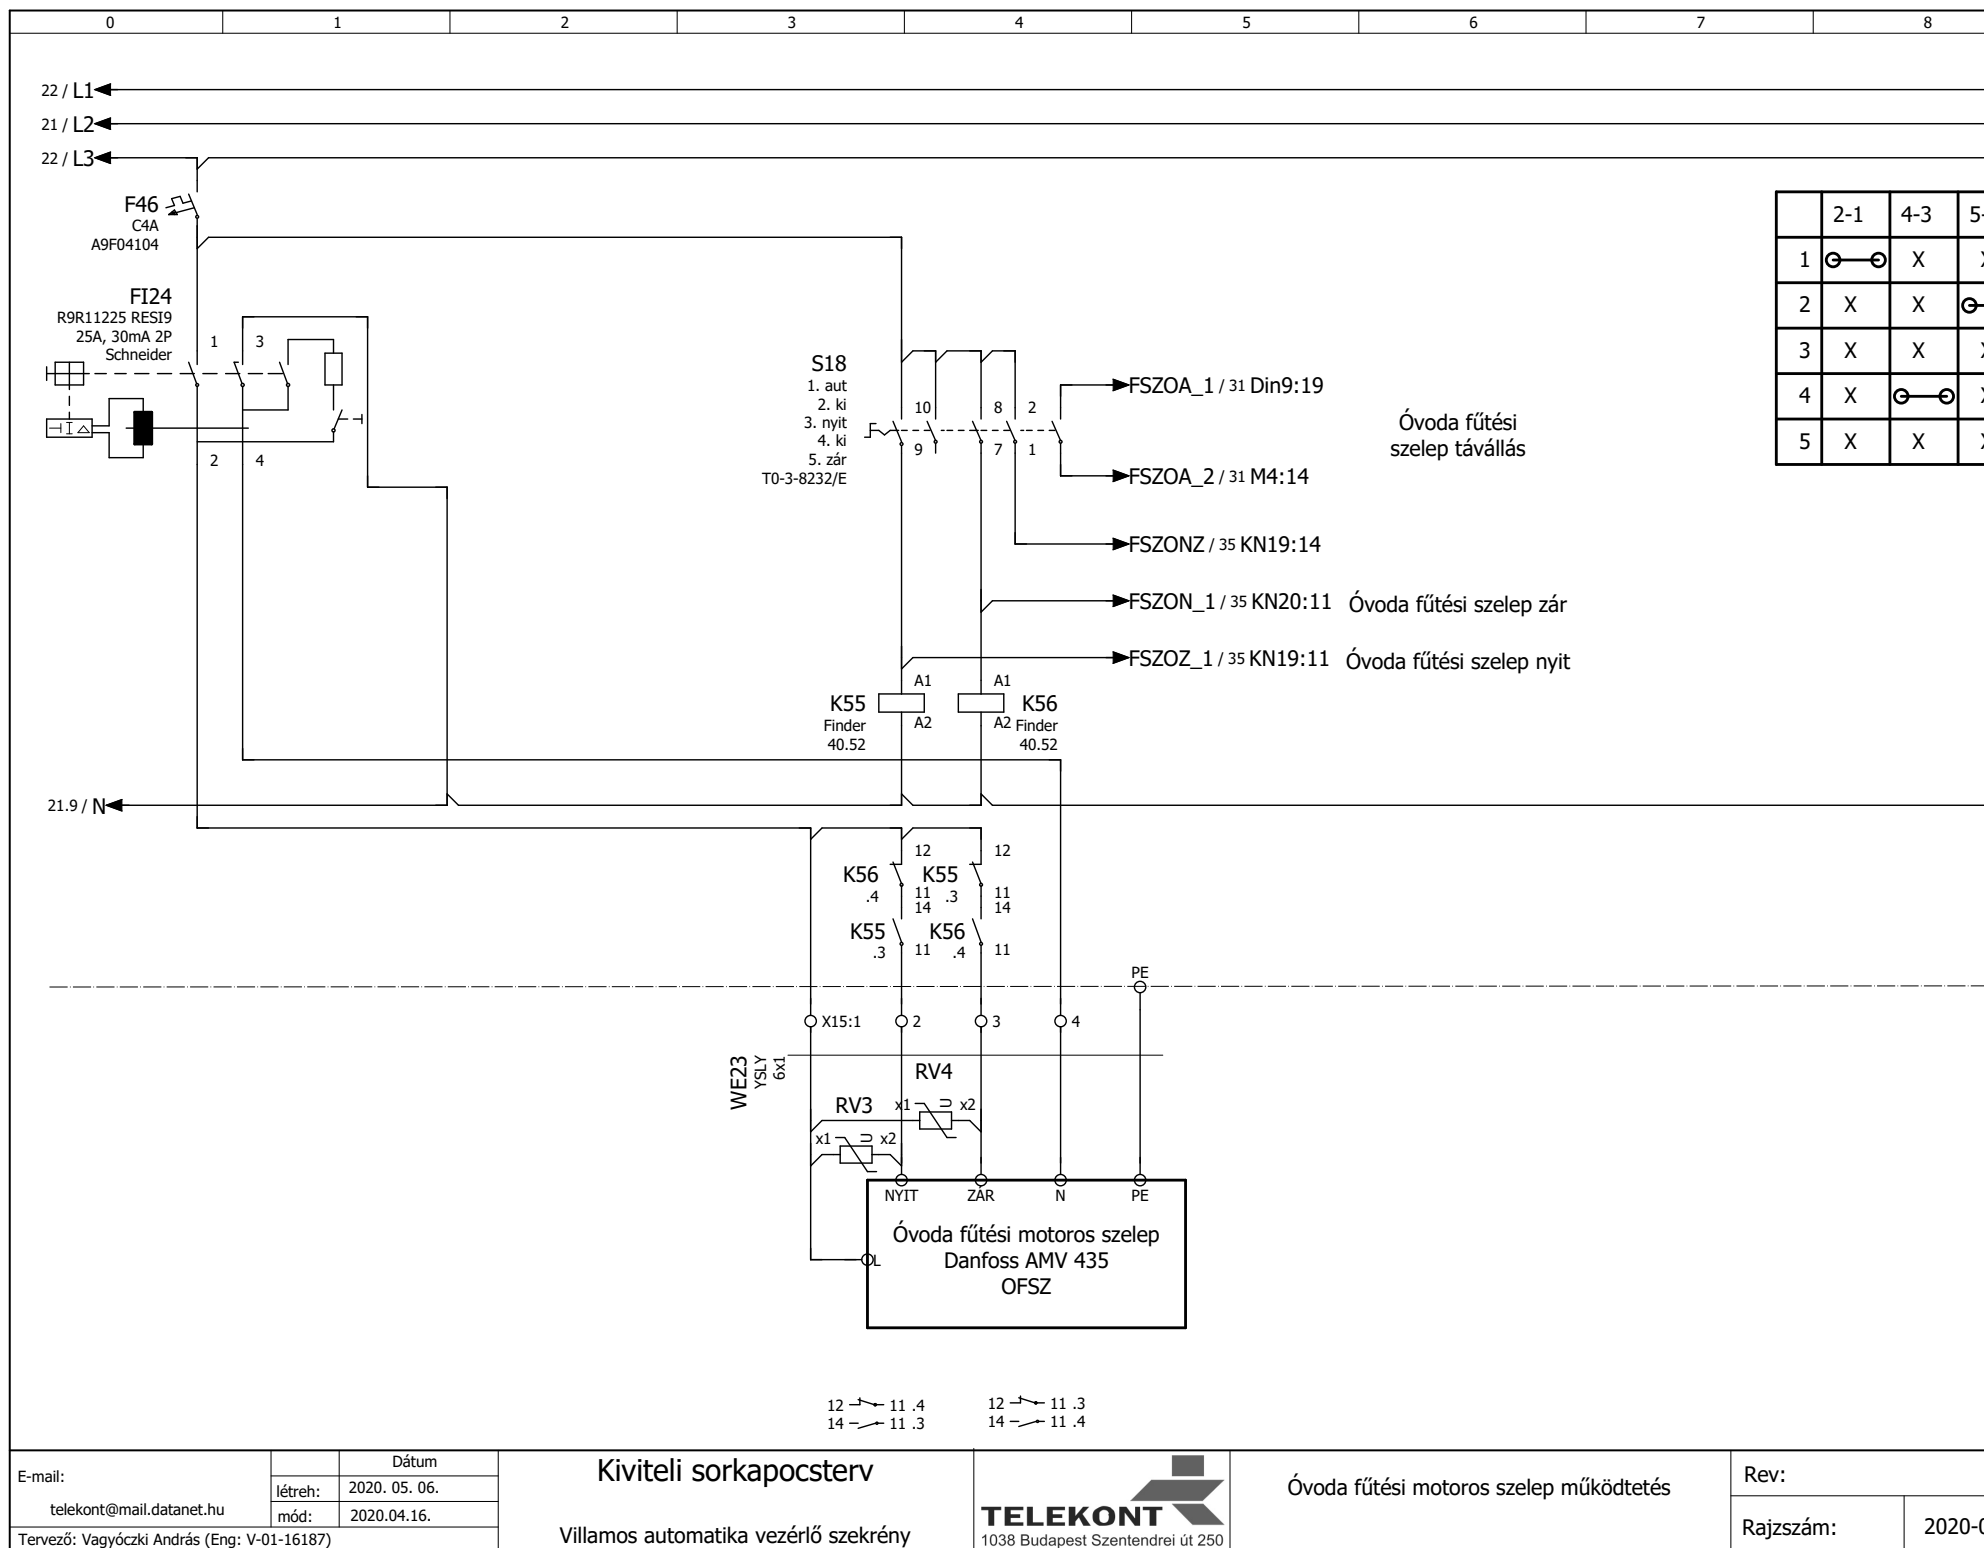 0 1 2 3 4 5 6 7 8
22 / L1
21 / L2
22 / L3
F46
C4A
A9F04104
FI24
R9R11225 RESI9
25A, 30mA 2P
Schneider
1 3
2 4
S18
1. aut
2. ki
3. nyit
4. ki
5. zár
T0-3-8232/E
10 8 2
9 7 1
FSZOA_1 / 31 Din9:19
Óvoda fűtési
szelep távállás
FSZOA_2 / 31 M4:14
FSZONZ / 35 KN19:14
FSZON_1 / 35 KN20:11 Óvoda fűtési szelep zár
FSZOZ_1 / 35 KN19:11 Óvoda fűtési szelep nyit
2-1 4-3
1 X
2 X X
3 X X
4 X
5 X X
A1 A1
K55 K56
A2 A2
Finder Finder
40.52 40.52
21.9 / N
12 12
K56 K55
.4 11 .3 11
14 14
K55 K56
.3 11 .4 11
PE
X15:1 2 3 4
WE23
YSLY
6x1
RV4
RV3 x1 U x2
x1 U x2
NYIT ZÁR N PE
L
Óvoda fűtési motoros szelep
Danfoss AMV 435
OFSZ
12 11 .4 12 11 .3
14 11 .3 14 11 .4
E-mail:
telekont@mail.datanet.hu
Dátum
létreh: 2020. 05. 06.
mód: 2020.04.16.
Tervező: Vagyóczki András (Eng: V-01-16187)
Kiviteli sorkapocsterv
Villamos automatika vezérlő szekrény
TELEKONT
1038 Budapest Szentendrei út 250
Óvoda fűtési motoros szelep működtetés
Rev:
Rajzszám: